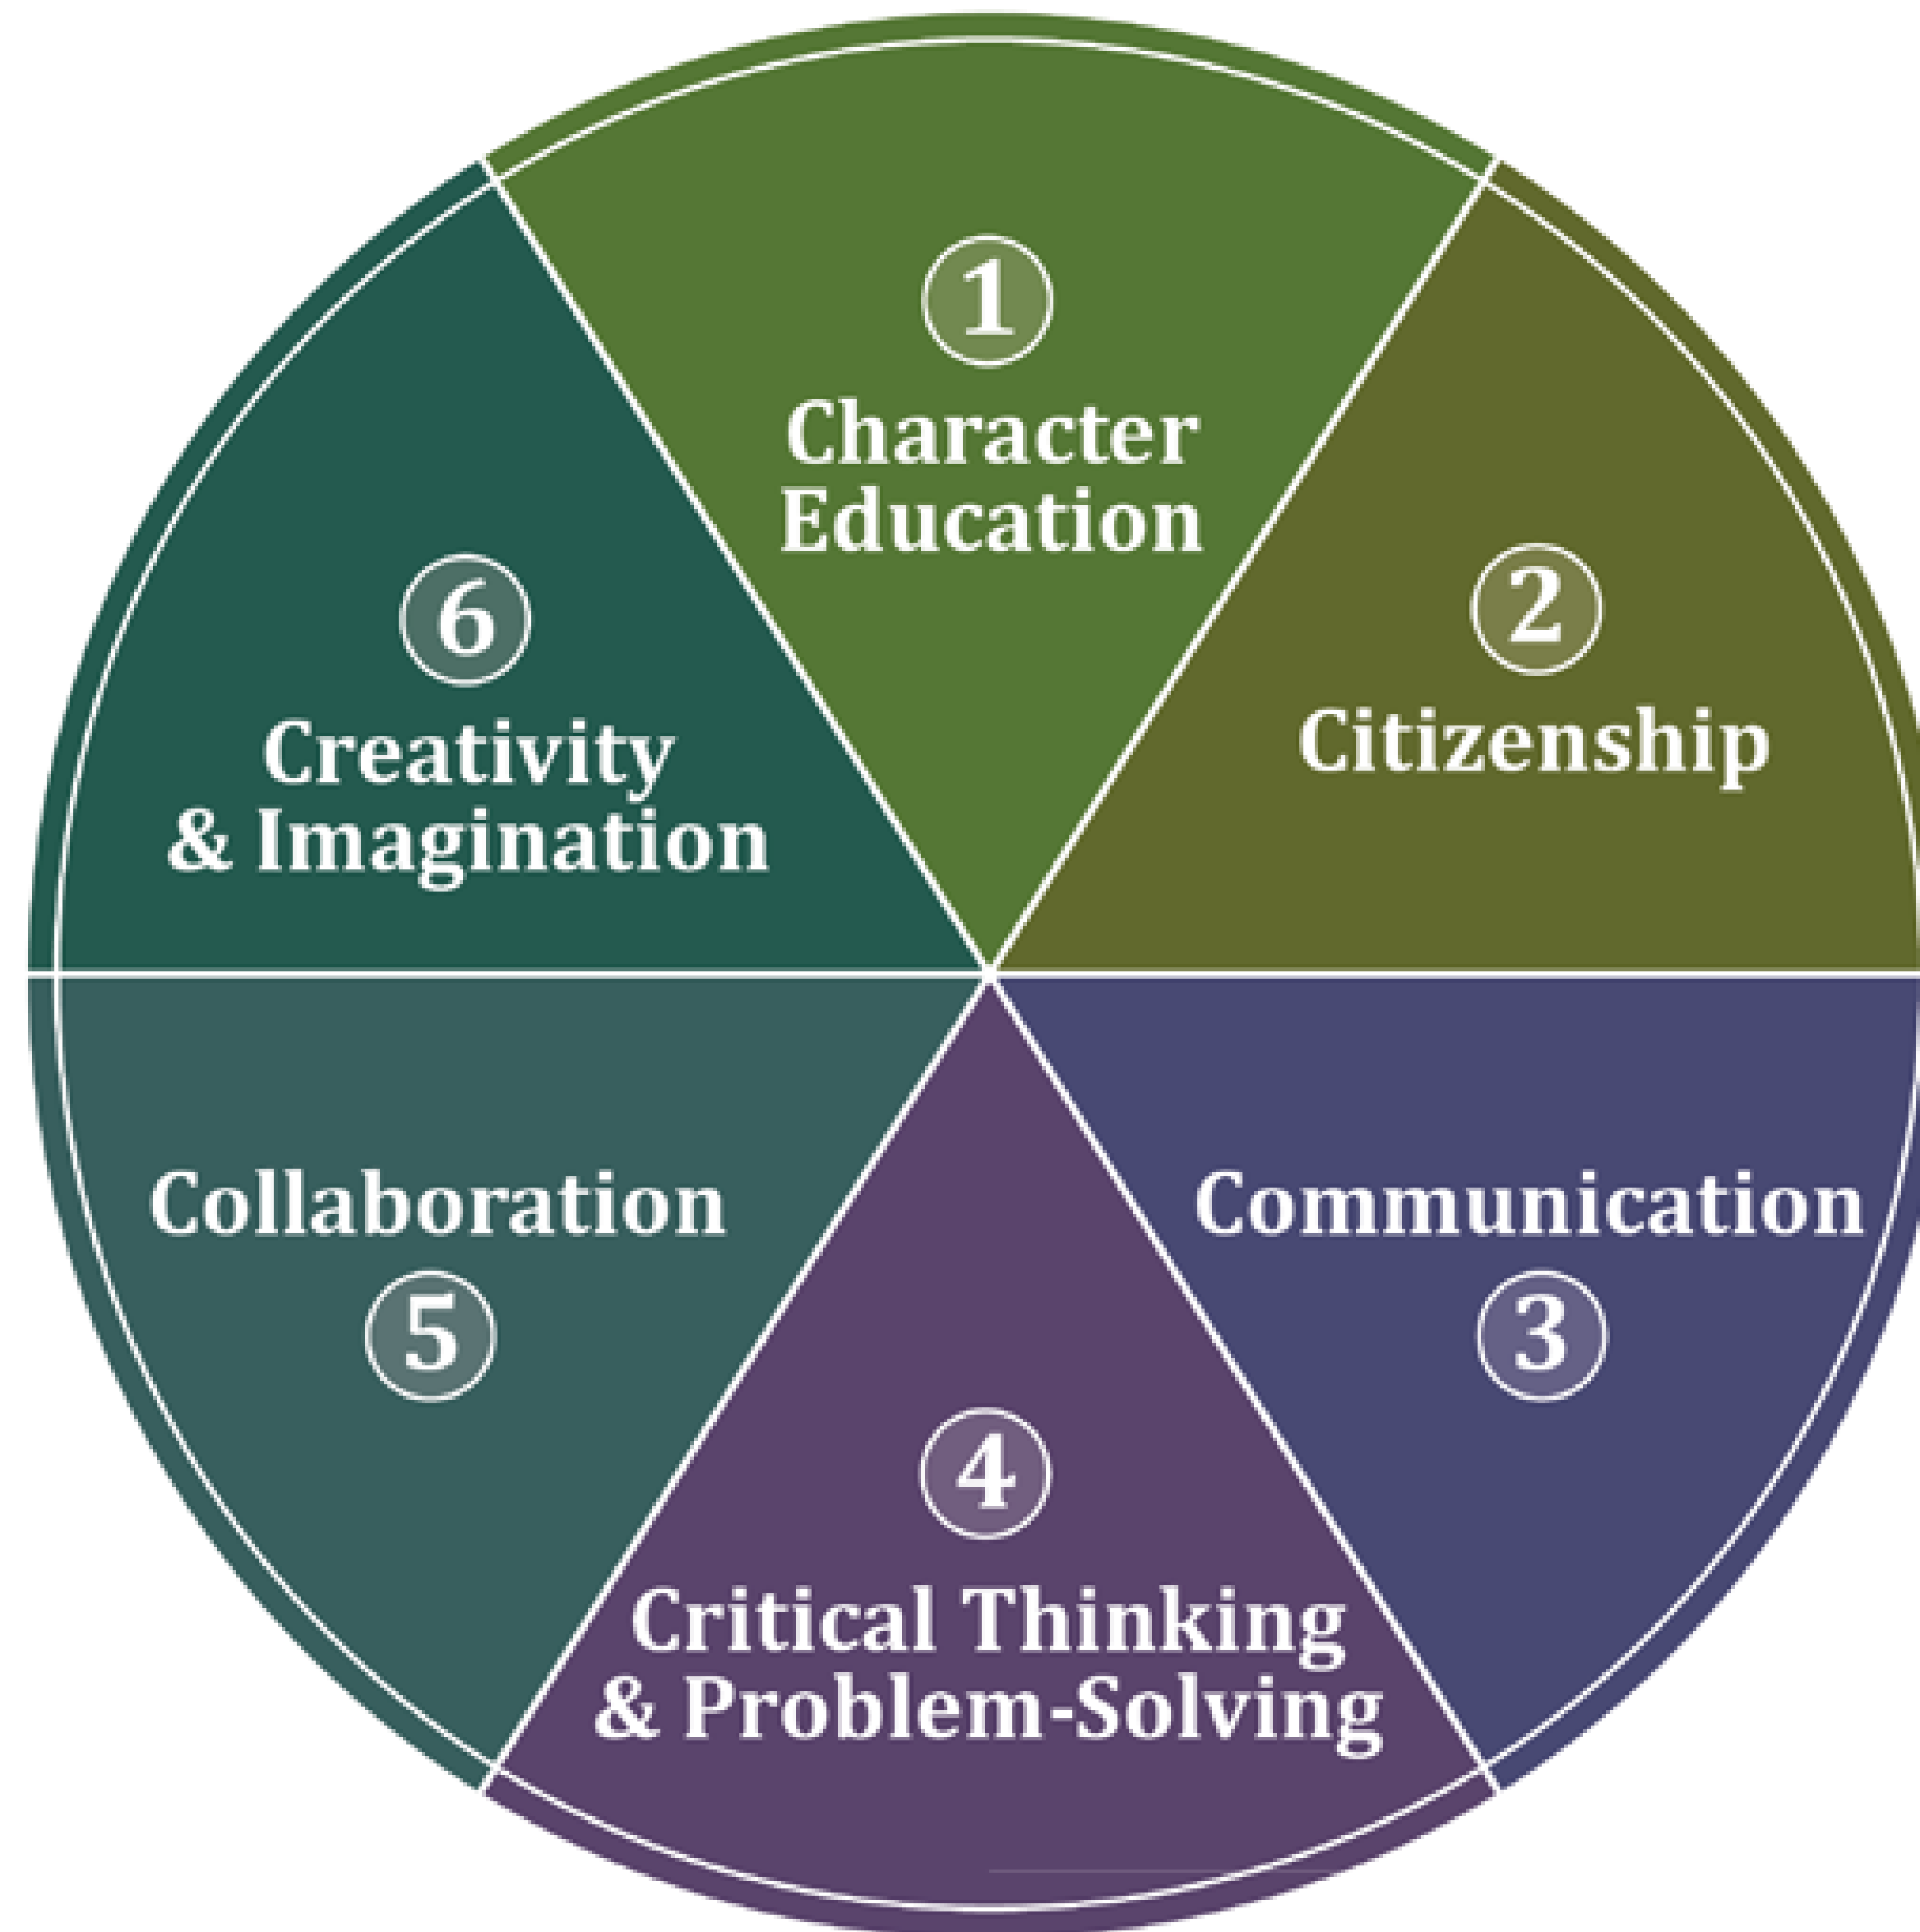 1
Character
Education
2
Citizenship
Communication
3
4
Critical Thinking
& Problem-Solving
Collaboration
5
6
Creativity
& Imagination